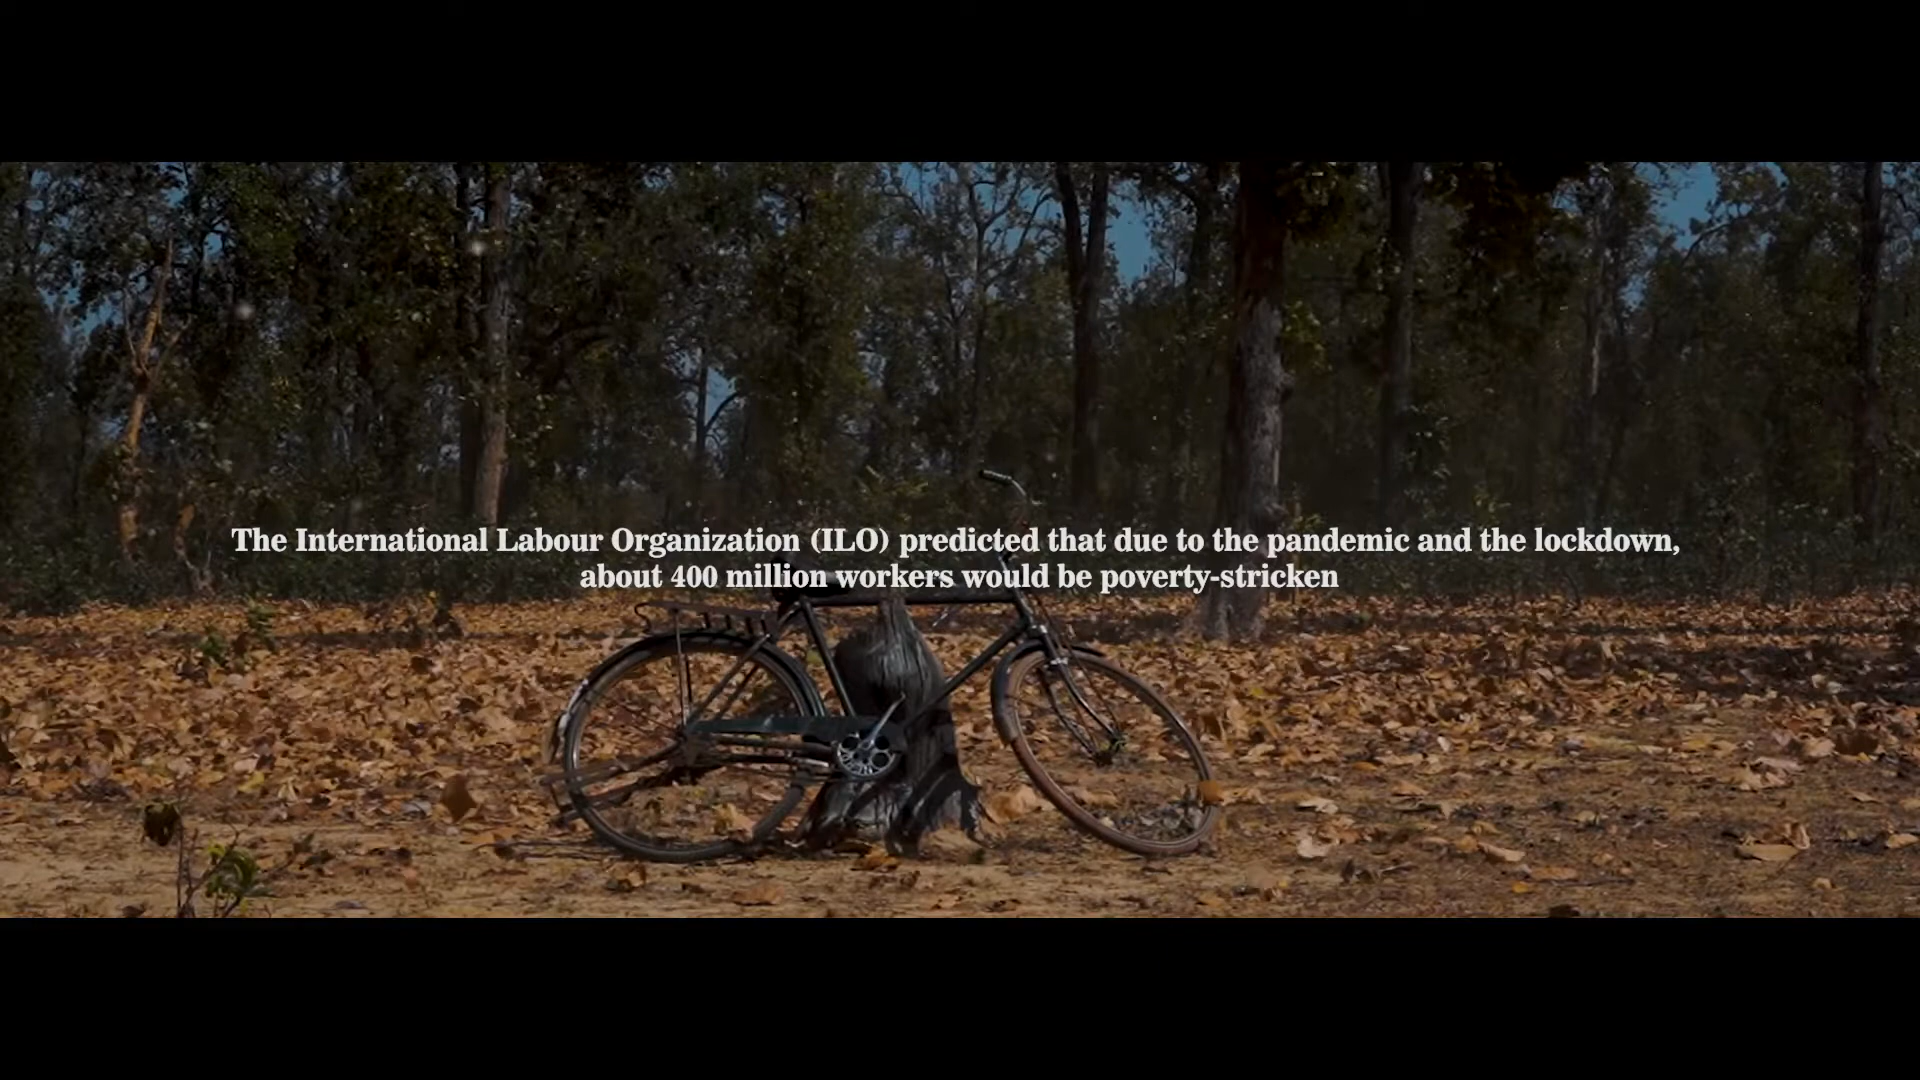 The International Labour Organization (ILO) predicted that due to the pandemic and the lockdown,
about 400 million workers would be poverty-stricken